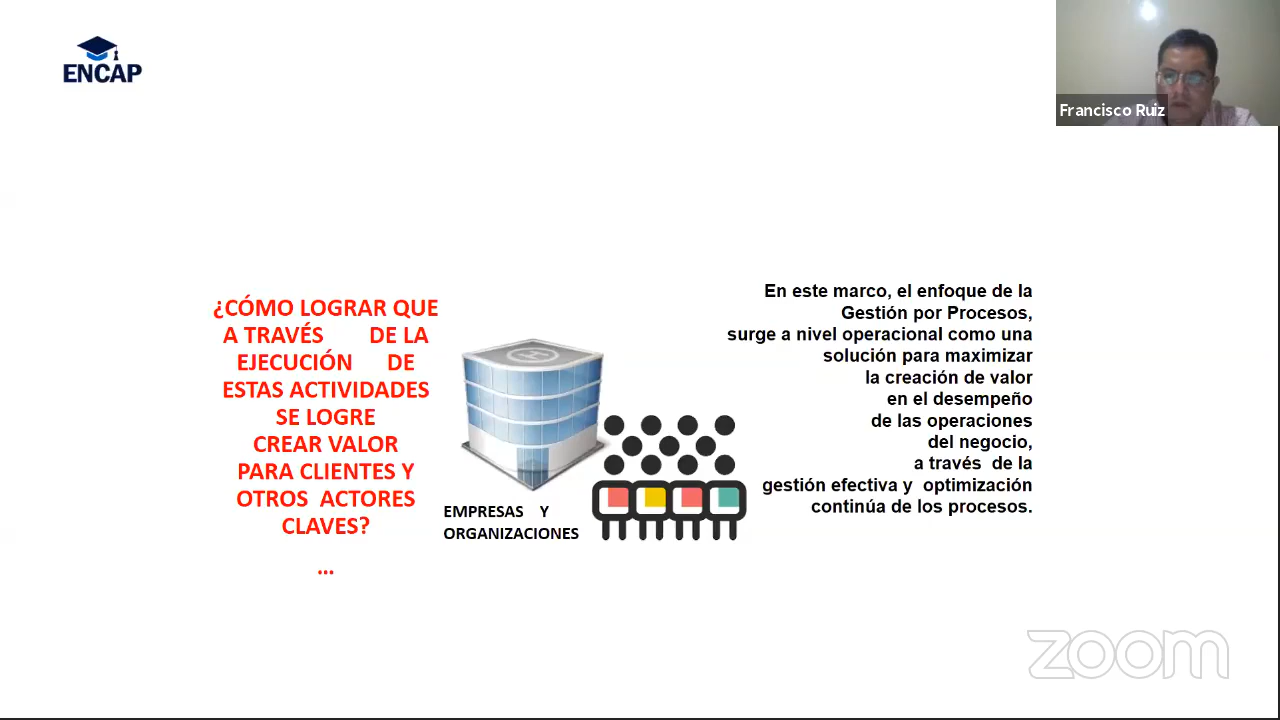 ENCAP
Francisco Ruiz
¿CÓMO LOGRAR QUE
A TRAVÉS DE LA
EJECUCIÓN DE
ESTAS ACTIVIDADES
SE LOGRE
CREAR VALOR
PARA CLIENTES Y
OTROS ACTORES
CLAVES?
...
EMPRESAS Y
ORGANIZACIONES
En este marco, el enfoque de la
Gestión por Procesos,
surge a nivel operacional como una
solución para maximizar
la creación de valor
en el desempeño
de las operaciones
del negocio,
a través de la
gestión efectiva y optimización
continúa de los procesos.
zoom